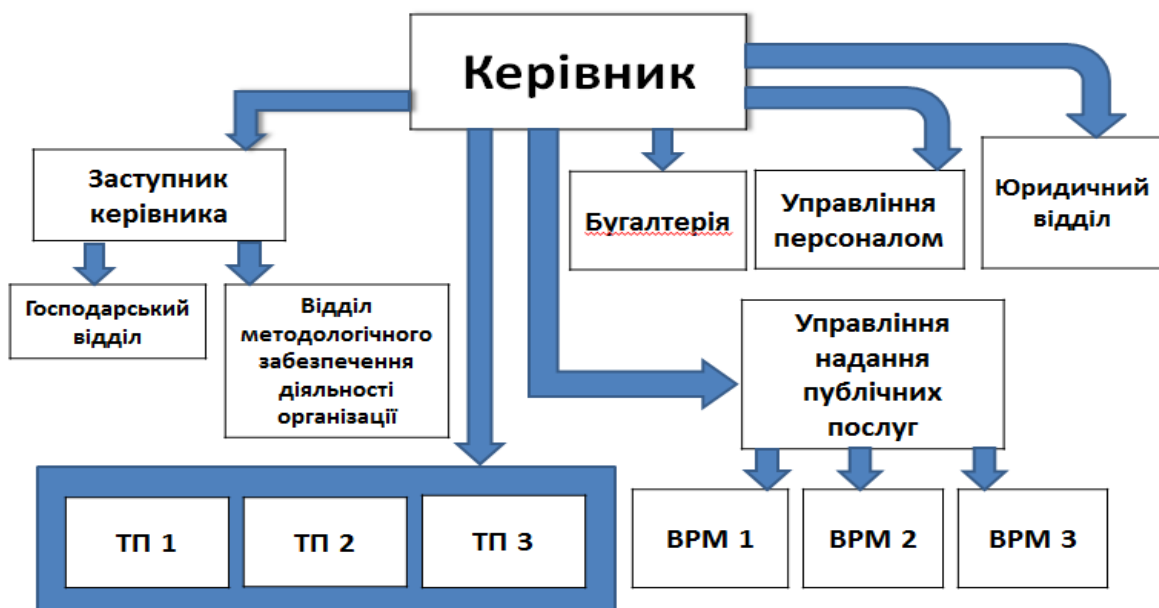 Керівник
Заступник
керівника
Бугалтерія
Управління
персоналом
Юридичний
відділ
Господарський
відділ
Відділ
методологічного
забезпечення
діяльності
організації
Управління
надання
публічних
послуг
ТП 1
ТП 2
ТП 3
ВРМ 1
ВРМ 2
ВРМ 3